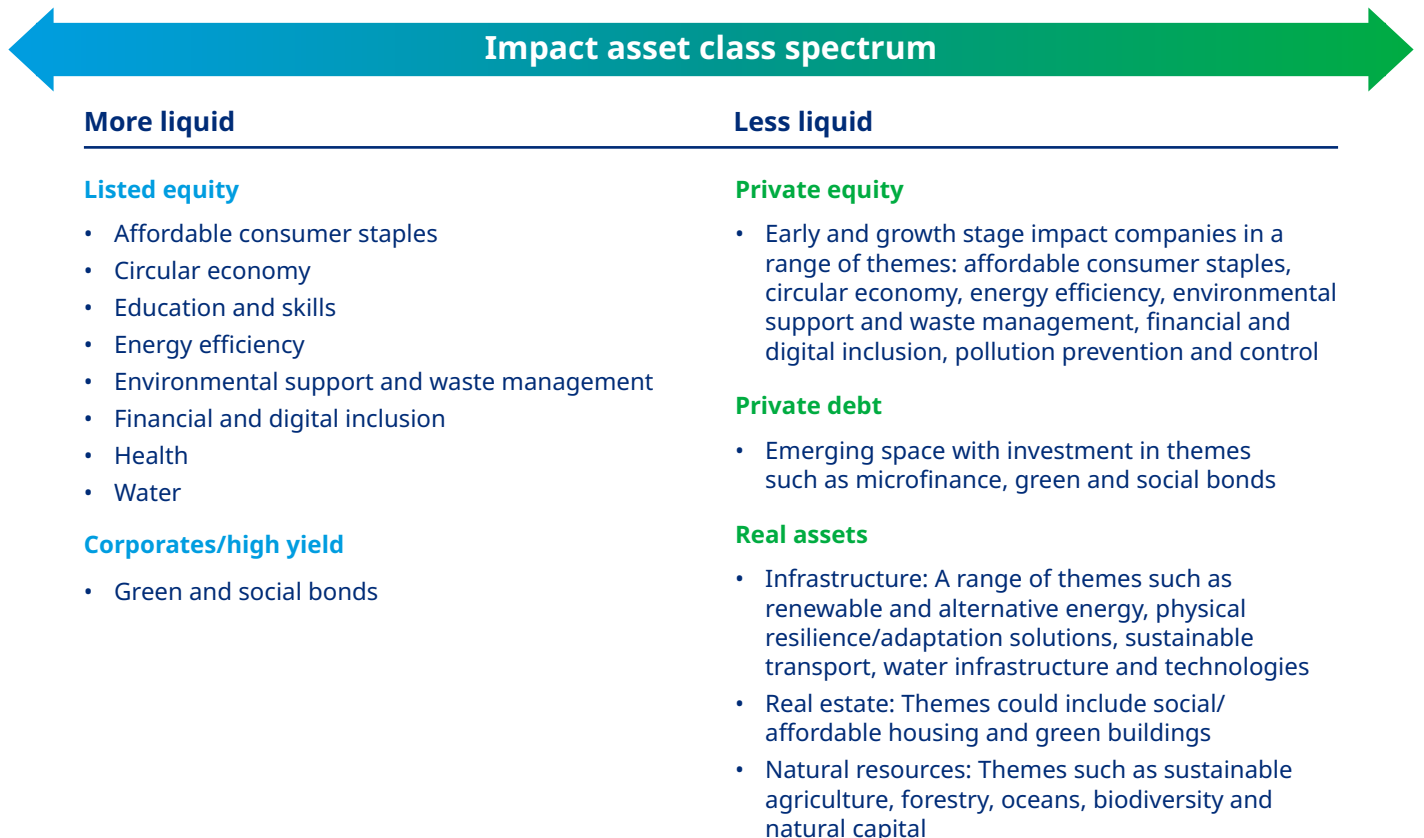 Impact asset class spectrum
More liquid
Listed equity
• Affordable consumer staples
• Circular economy
• Education and skills
• Energy efficiency
• Environmental support and waste management
• Financial and digital inclusion
• Health
• Water
Corporates/high yield
• Green and social bonds
Less liquid
Private equity
• Early and growth stage impact companies in a
range of themes: affordable consumer staples,
circular economy, energy efficiency, environmental
support and waste management, financial and
digital inclusion, pollution prevention and control
Private debt
• Emerging space with investment in themes
such as microfinance, green and social bonds
Real assets
• Infrastructure: A range of themes such as
renewable and alternative energy, physical
resilience/adaptation solutions, sustainable
transport, water infrastructure and technologies
• Real estate: Themes could include social/
affordable housing and green buildings
• Natural resources: Themes such as sustainable
agriculture, forestry, oceans, biodiversity and
natural capital